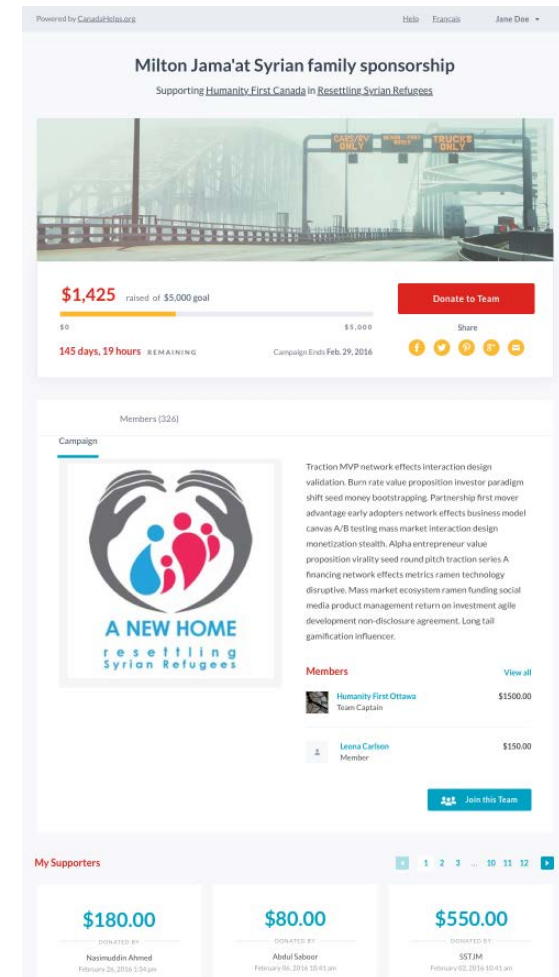 Powered by CanadaHelps.org
Help Français Jane Doe
Milton Jama'at Syrian family sponsorship
Supporting Humanity First Canada in Resettling Syrian Refugees
CARS/RV ONLY
TRUCKS ONLY
$1,425 raised of $5,000 goal
Donate to Team
$0 $5,000
Share
145 days, 19 hours REMAINING
Campaign Ends Feb. 29, 2016
Members (326)
Campaign
A NEW HOME
resettling
Syrian Refugees
Traction MVP network effects interaction design
validation. Burn rate value proposition investor paradigm
shift seed money bootstrapping. Partnership first mover
advantage early adopters network effects business model
canvas A/B testing mass market interaction design
monetization stealth. Alpha entrepreneur value
proposition virality seed round pitch traction series A
financing network effects metrics ramen technology
disruptive. Mass market ecosystem ramen funding social
media product management return on investment agile
development non-disclosure agreement. Long tail
gamification influencer.
Members View all
Humanity First Ottawa $1500.00
Team Captain
Leona Carlson $150.00
Member
Join this Team
My Supporters
1 2 3 ... 10 11 12
$180.00
DONATED BY
Nasimuddin Ahmed
February 26, 2016 1:34 pm
$80.00
DONATED BY
Abdul Saboor
February 06, 2016 10:41 am
$550.00
DONATED BY
SSTJM
February 02, 2016 10:41 am